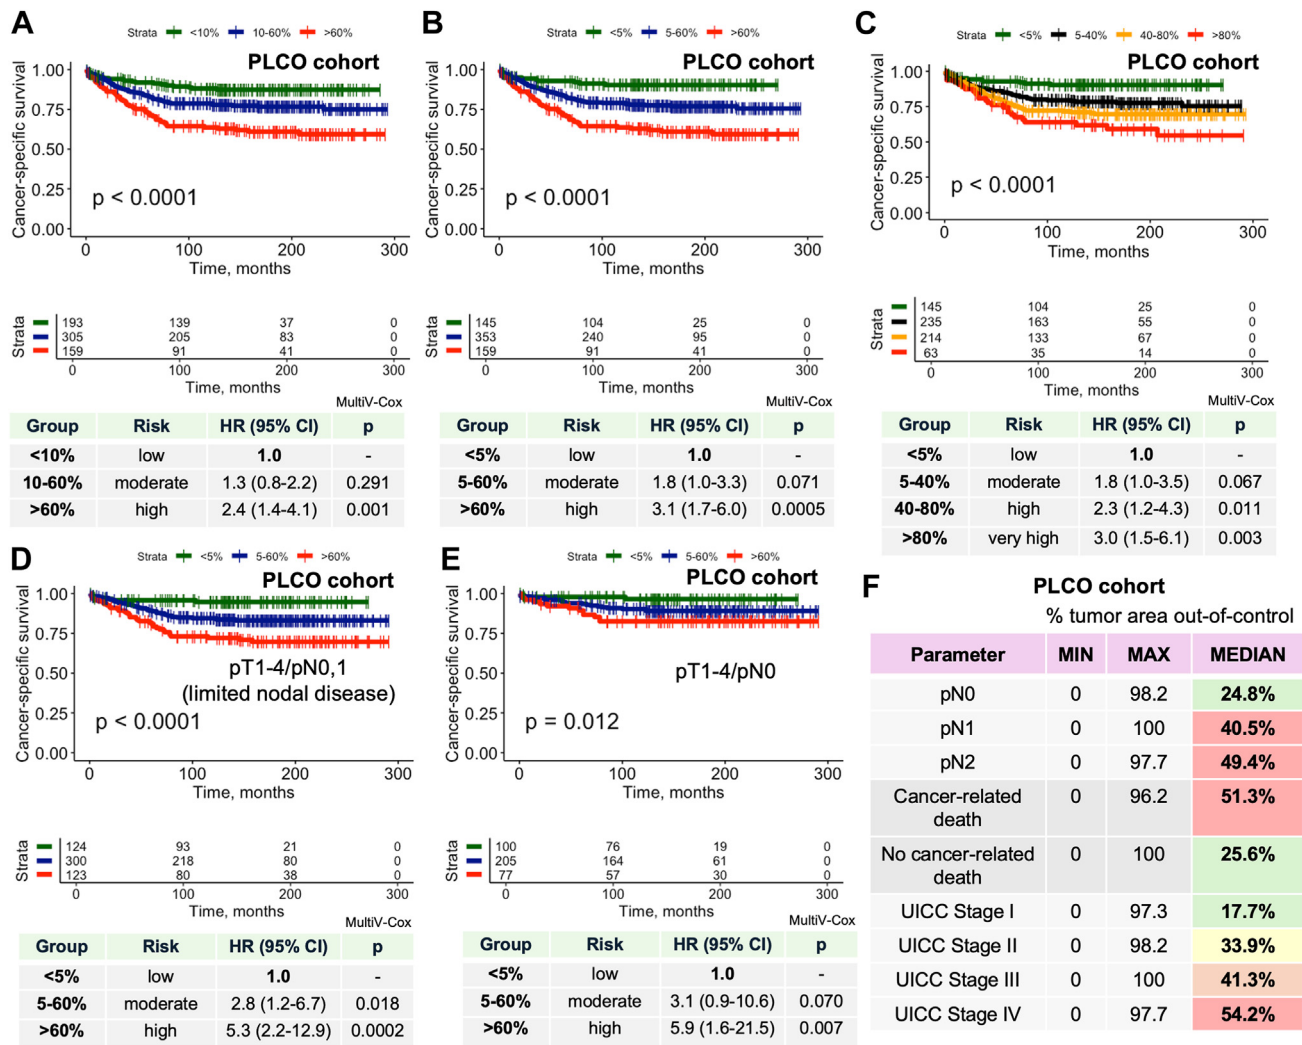 A
Strata <10% 10-60% >60%
PLCO cohort
Cancer-specific survival
1.00
0.75
0.50
0.25
0.00
p < 0.0001
0 100 200 300
Time, months
Strata
193 139 37 0
305 205 83 0
159 91 41 0
0 100 200 300
Time, months
MultiV-Cox
Group Risk HR (95% CI) p
<10% low 1.0 -
10-60% moderate 1.3 (0.8-2.2) 0.291
>60% high 2.4 (1.4-4.1) 0.001
B
Strata <5% 5-60% >60%
PLCO cohort
Cancer-specific survival
1.00
0.75
0.50
0.25
0.00
p < 0.0001
0 100 200 300
Time, months
Strata
145 104 25 0
353 240 95 0
159 91 41 0
0 100 200 300
Time, months
MultiV-Cox
Group Risk HR (95% CI) p
<5% low 1.0 -
5-60% moderate 1.8 (1.0-3.3) 0.071
>60% high 3.1 (1.7-6.0) 0.0005
C
Strata <5% 5-40% 40-80% >80%
PLCO cohort
Cancer-specific survival
1.00
0.75
0.50
0.25
0.00
p < 0.0001
0 100 200 300
Time, months
Strata
145 104 25 0
235 163 55 0
214 133 67 0
63 35 14 0
0 100 200 300
Time, months
MultiV-Cox
Group Risk HR (95% CI) p
<5% low 1.0 -
5-40% moderate 1.8 (1.0-3.5) 0.067
40-80% high 2.3 (1.2-4.3) 0.011
>80% very high 3.0 (1.5-6.1) 0.003
D
Strata <5% 5-60% >60%
PLCO cohort
Cancer-specific survival
1.00
0.75
0.50
0.25
0.00
pT1-4/pN0,1
(limited nodal disease)
p < 0.0001
0 100 200 300
Time, months
Strata
124 93 21 0
300 218 80 0
123 80 38 0
0 100 200 300
Time, months
MultiV-Cox
Group Risk HR (95% CI) p
<5% low 1.0 -
5-60% moderate 2.8 (1.2-6.7) 0.018
>60% high 5.3 (2.2-12.9) 0.0002
E
Strata <5% 5-60% >60%
PLCO cohort
Cancer-specific survival
1.00
0.75
0.50
0.25
0.00
pT1-4/pN0
p = 0.012
0 100 200 300
Time, months
Strata
100 76 19 0
205 164 61 0
77 57 30 0
0 100 200 300
Time, months
MultiV-Cox
Group Risk HR (95% CI) p
<5% low 1.0 -
5-60% moderate 3.1 (0.9-10.6) 0.070
>60% high 5.9 (1.6-21.5) 0.007
F
PLCO cohort
% tumor area out-of-control
Parameter MIN MAX MEDIAN
pN0 0 98.2 24.8%
pN1 0 100 40.5%
pN2 0 97.7 49.4%
Cancer-related
death 0 96.2 51.3%
No cancer-related
death 0 100 25.6%
UICC Stage I 0 97.3 17.7%
UICC Stage II 0 98.2 33.9%
UICC Stage III 0 100 41.3%
UICC Stage IV 0 97.7 54.2%